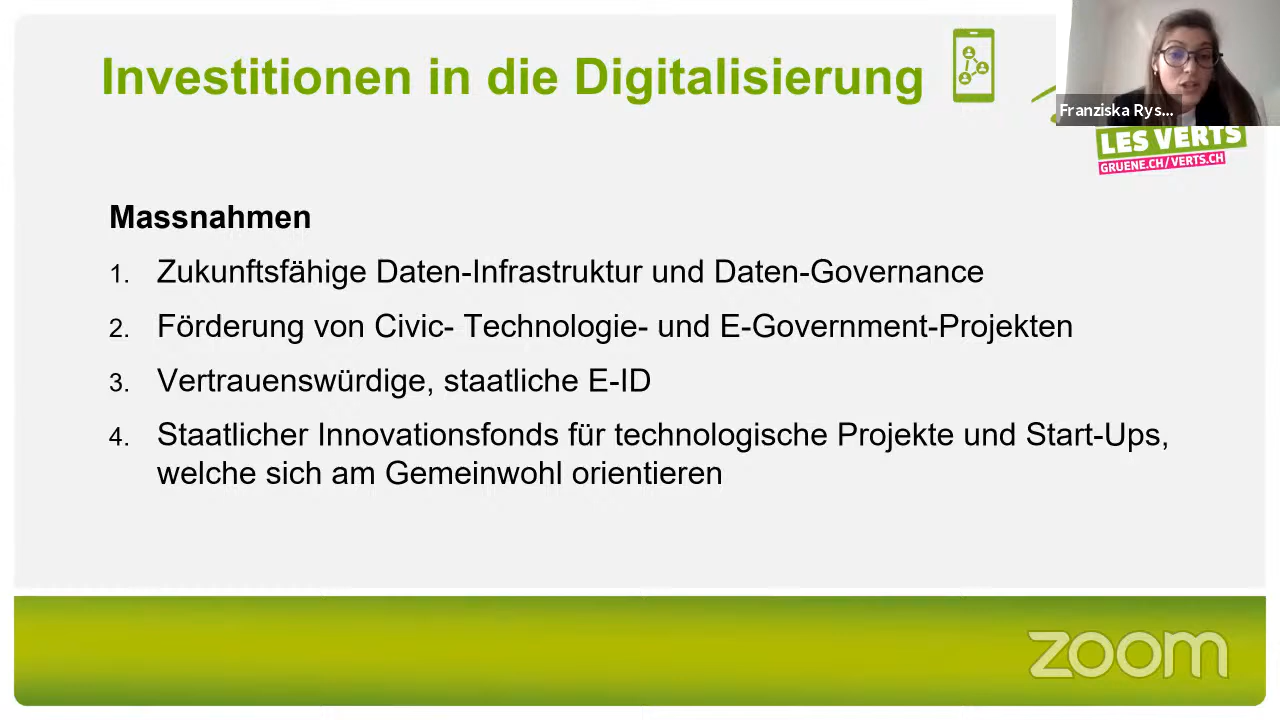 Investitionen in die Digitalisierung
Franziska Rys...
LES VERTS
GRUENE.CH/VERTS.CH
Massnahmen
1. Zukunftsfähige Daten-Infrastruktur und Daten-Governance
2. Förderung von Civic- Technologie- und E-Government-Projekten
3. Vertrauenswürdige, staatliche E-ID
4. Staatlicher Innovationsfonds für technologische Projekte und Start-Ups,
welche sich am Gemeinwohl orientieren
zoom